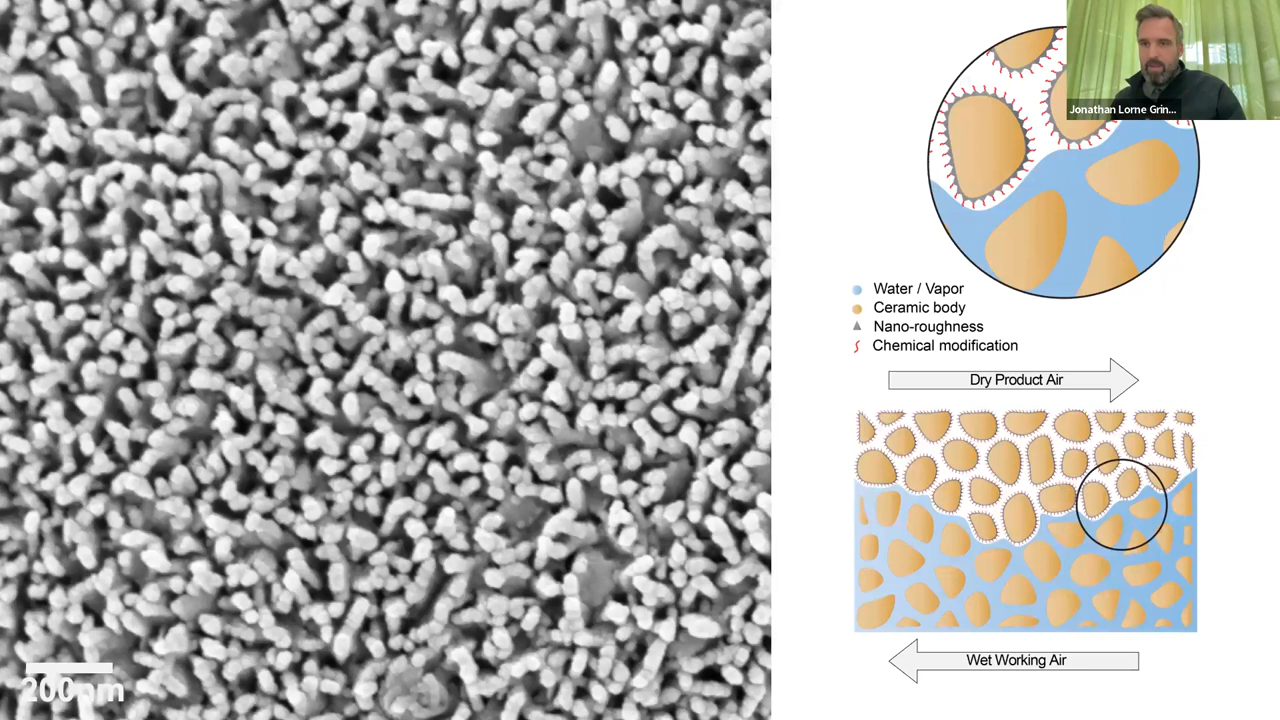 Jonathan Lorne Grin...
Water / Vapor
Ceramic body
Nano-roughness
Chemical modification
Dry Product Air
Wet Working Air
200nm